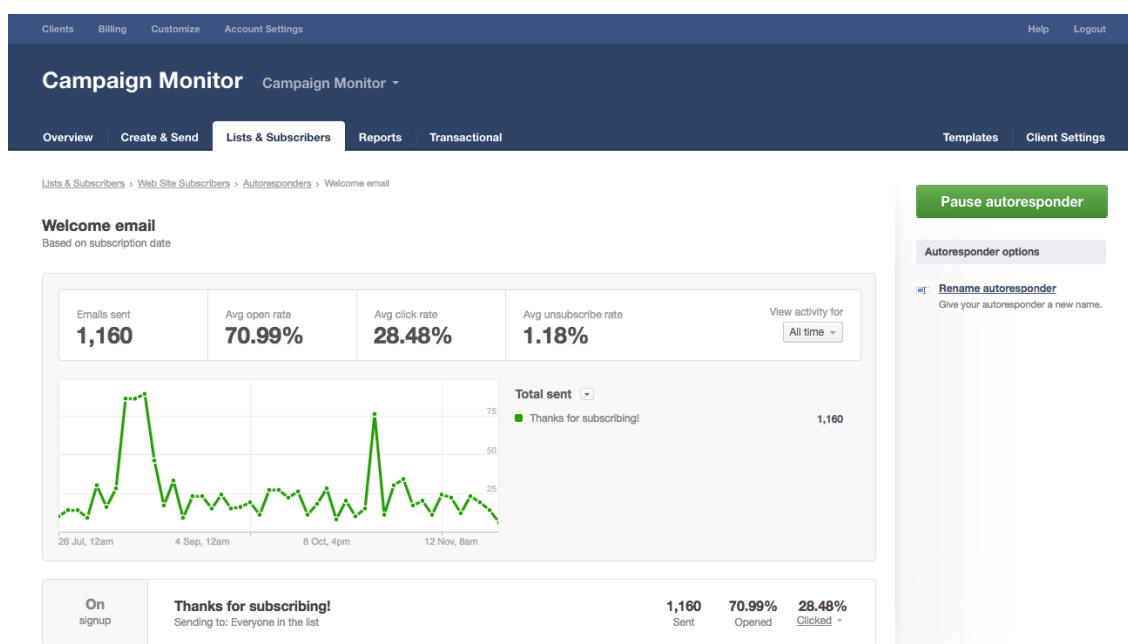 Clients Billing Customize Account Settings Help Logout
Campaign Monitor Campaign Monitor
Overview Create & Send Lists & Subscribers Reports Transactional Templates Client Settings
Lists & Subscribers › Web Site Subscribers › Autoresponders › Welcome email
Pause autoresponder
Welcome email
Based on subscription date
Autoresponder options
Rename autoresponder
Give your autoresponder a new name.
Emails sent Avg open rate Avg click rate Avg unsubscribe rate View activity for
1,160 70.99% 28.48% 1.18% All time
Total sent
75
Thanks for subscribing! 1,160
50
25
26 Jul, 12am 4 Sep, 12am 8 Oct, 4pm 12 Nov, 8am
On Thanks for subscribing! 1,160 70.99% 28.48%
signup Sending to: Everyone in the list Sent Opened Clicked